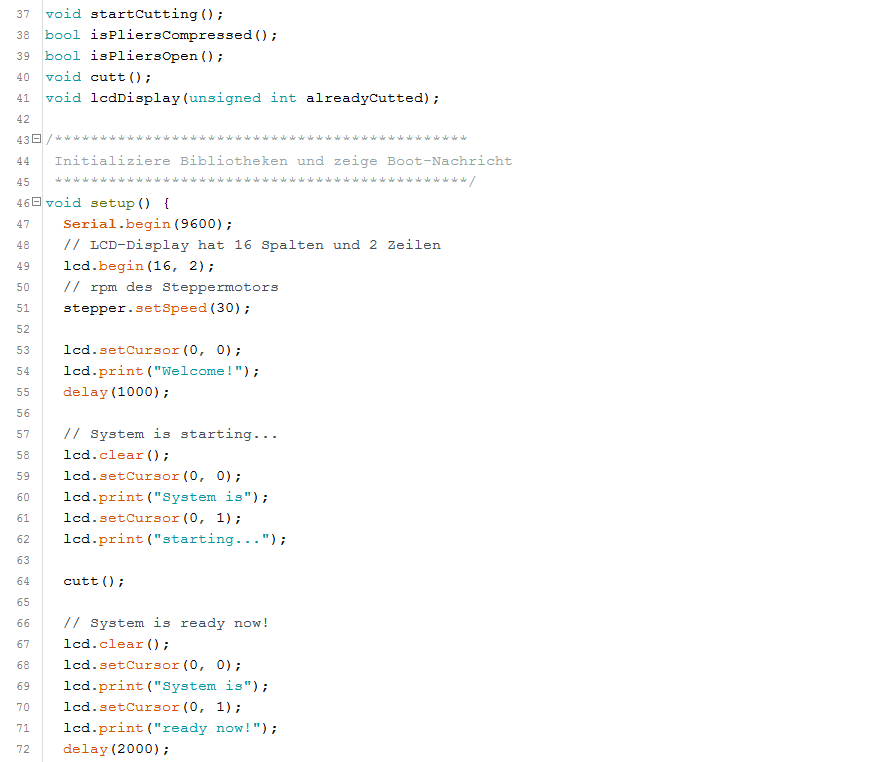 37 void startCutting();
38 bool isPliersCompressed();
39 bool isPliersOpen();
40 void cutt();
41 void lcdDisplay(unsigned int alreadyCutted);
42
43 /**********************************************
44  Initializiere Bibliotheken und zeige Boot-Nachricht
45  **********************************************/
46 void setup() {
47   Serial.begin(9600);
48   // LCD-Display hat 16 Spalten und 2 Zeilen
49   lcd.begin(16, 2);
50   // rpm des Steppermotors
51   stepper.setSpeed(30);
52
53   lcd.setCursor(0, 0);
54   lcd.print("Welcome!");
55   delay(1000);
56
57   // System is starting...
58   lcd.clear();
59   lcd.setCursor(0, 0);
60   lcd.print("System is");
61   lcd.setCursor(0, 1);
62   lcd.print("starting...");
63
64   cutt();
65
66   // System is ready now!
67   lcd.clear();
68   lcd.setCursor(0, 0);
69   lcd.print("System is");
70   lcd.setCursor(0, 1);
71   lcd.print("ready now!");
72   delay(2000);